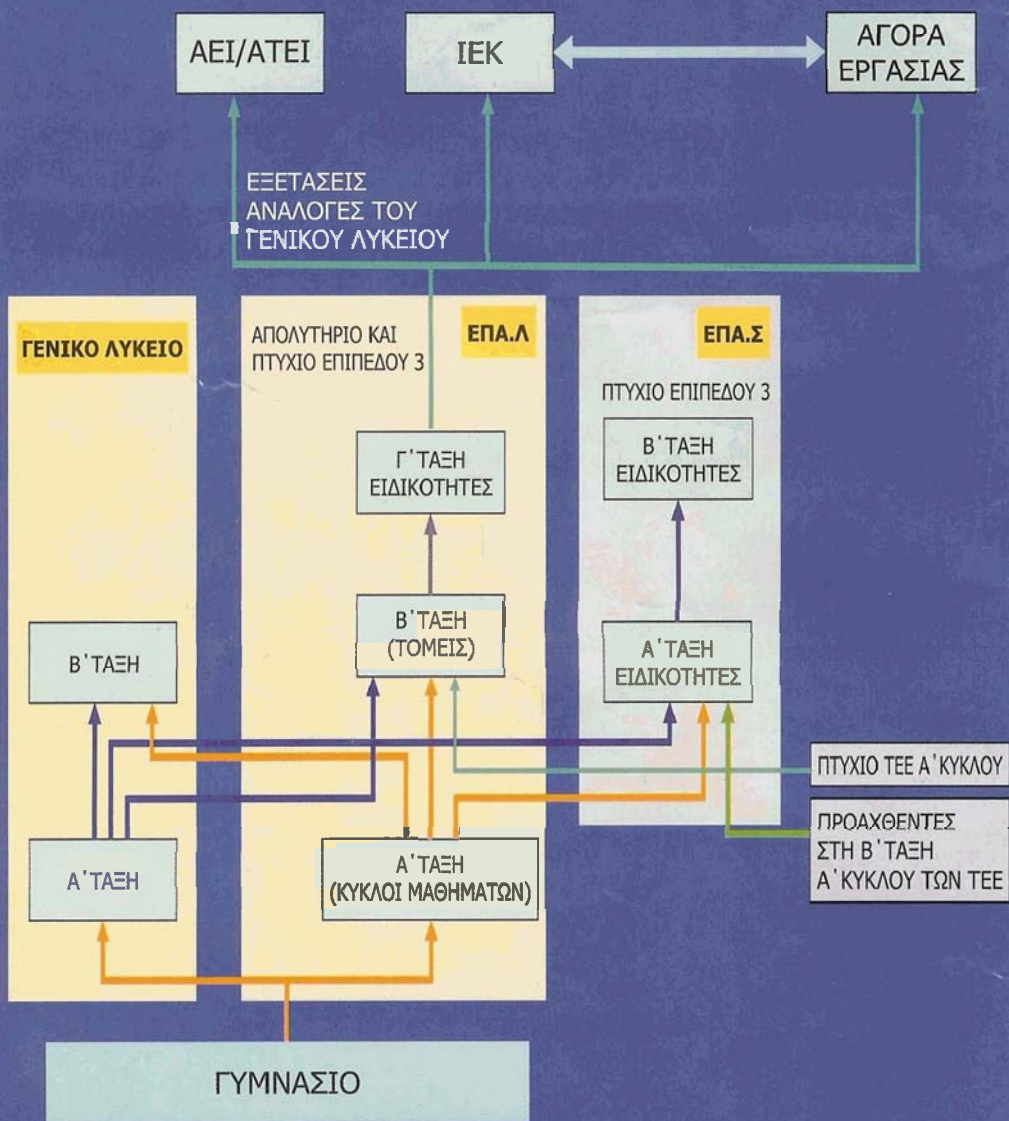 ΑΕΙ/ΑΤΕΙ
ΙΕΚ
ΑΓΟΡΑ
ΕΡΓΑΣΙΑΣ
ΕΞΕΤΑΣΕΙΣ
ΑΝΑΛΟΓΕΣ ΤΟΥ
ΓΕΝΙΚΟΥ ΛΥΚΕΙΟΥ
ΓΕΝΙΚΟ ΛΥΚΕΙΟ
ΑΠΟΛΥΤΗΡΙΟ ΚΑΙ
ΠΤΥΧΙΟ ΕΠΙΠΕΔΟΥ 3
ΕΠΑ.Λ
ΕΠΑ.Σ
ΠΤΥΧΙΟ ΕΠΙΠΕΔΟΥ 3
Γ' ΤΑΞΗ
ΕΙΔΙΚΟΤΗΤΕΣ
Β' ΤΑΞΗ
ΕΙΔΙΚΟΤΗΤΕΣ
Β' ΤΑΞΗ
Β' ΤΑΞΗ
(ΤΟΜΕΙΣ)
Α' ΤΑΞΗ
ΕΙΔΙΚΟΤΗΤΕΣ
ΠΤΥΧΙΟ ΤΕΕ Α' ΚΥΚΛΟΥ
ΠΡΟΑΧΘΕΝΤΕΣ
ΣΤΗ Β' ΤΑΞΗ
Α' ΚΥΚΛΟΥ ΤΩΝ ΤΕΕ
Α' ΤΑΞΗ
Α' ΤΑΞΗ
(ΚΥΚΛΟΙ ΜΑΘΗΜΑΤΩΝ)
ΓΥΜΝΑΣΙΟ